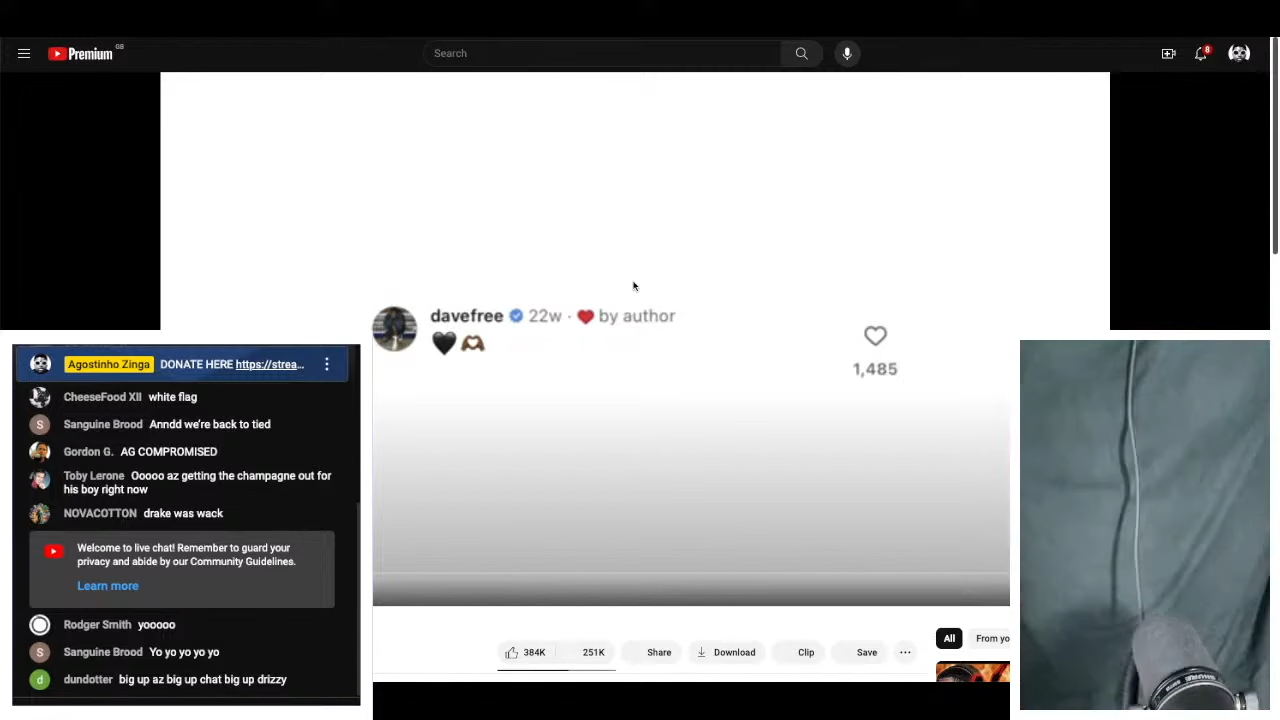 Premium GB
Search
8
davefree 22w · ❤️ by author
🖤🫶🏾
1,485
Agostinho Zinga DONATE HERE https://strea...
CheeseFood XII white flag
Sanguine Brood Anndd we're back to tied
Gordon G. AG COMPROMISED
Toby Lerone Ooooo az getting the champagne out for
his boy right now
NOVACOTTON drake was wack
Welcome to live chat! Remember to guard your
privacy and abide by our Community Guidelines.
Learn more
Rodger Smith yooooo
S Sanguine Brood Yo yo yo yo yo
d dundotter big up az big up chat big up drizzy
384K 251K Share Download Clip Save ...
All From yo
SHURE